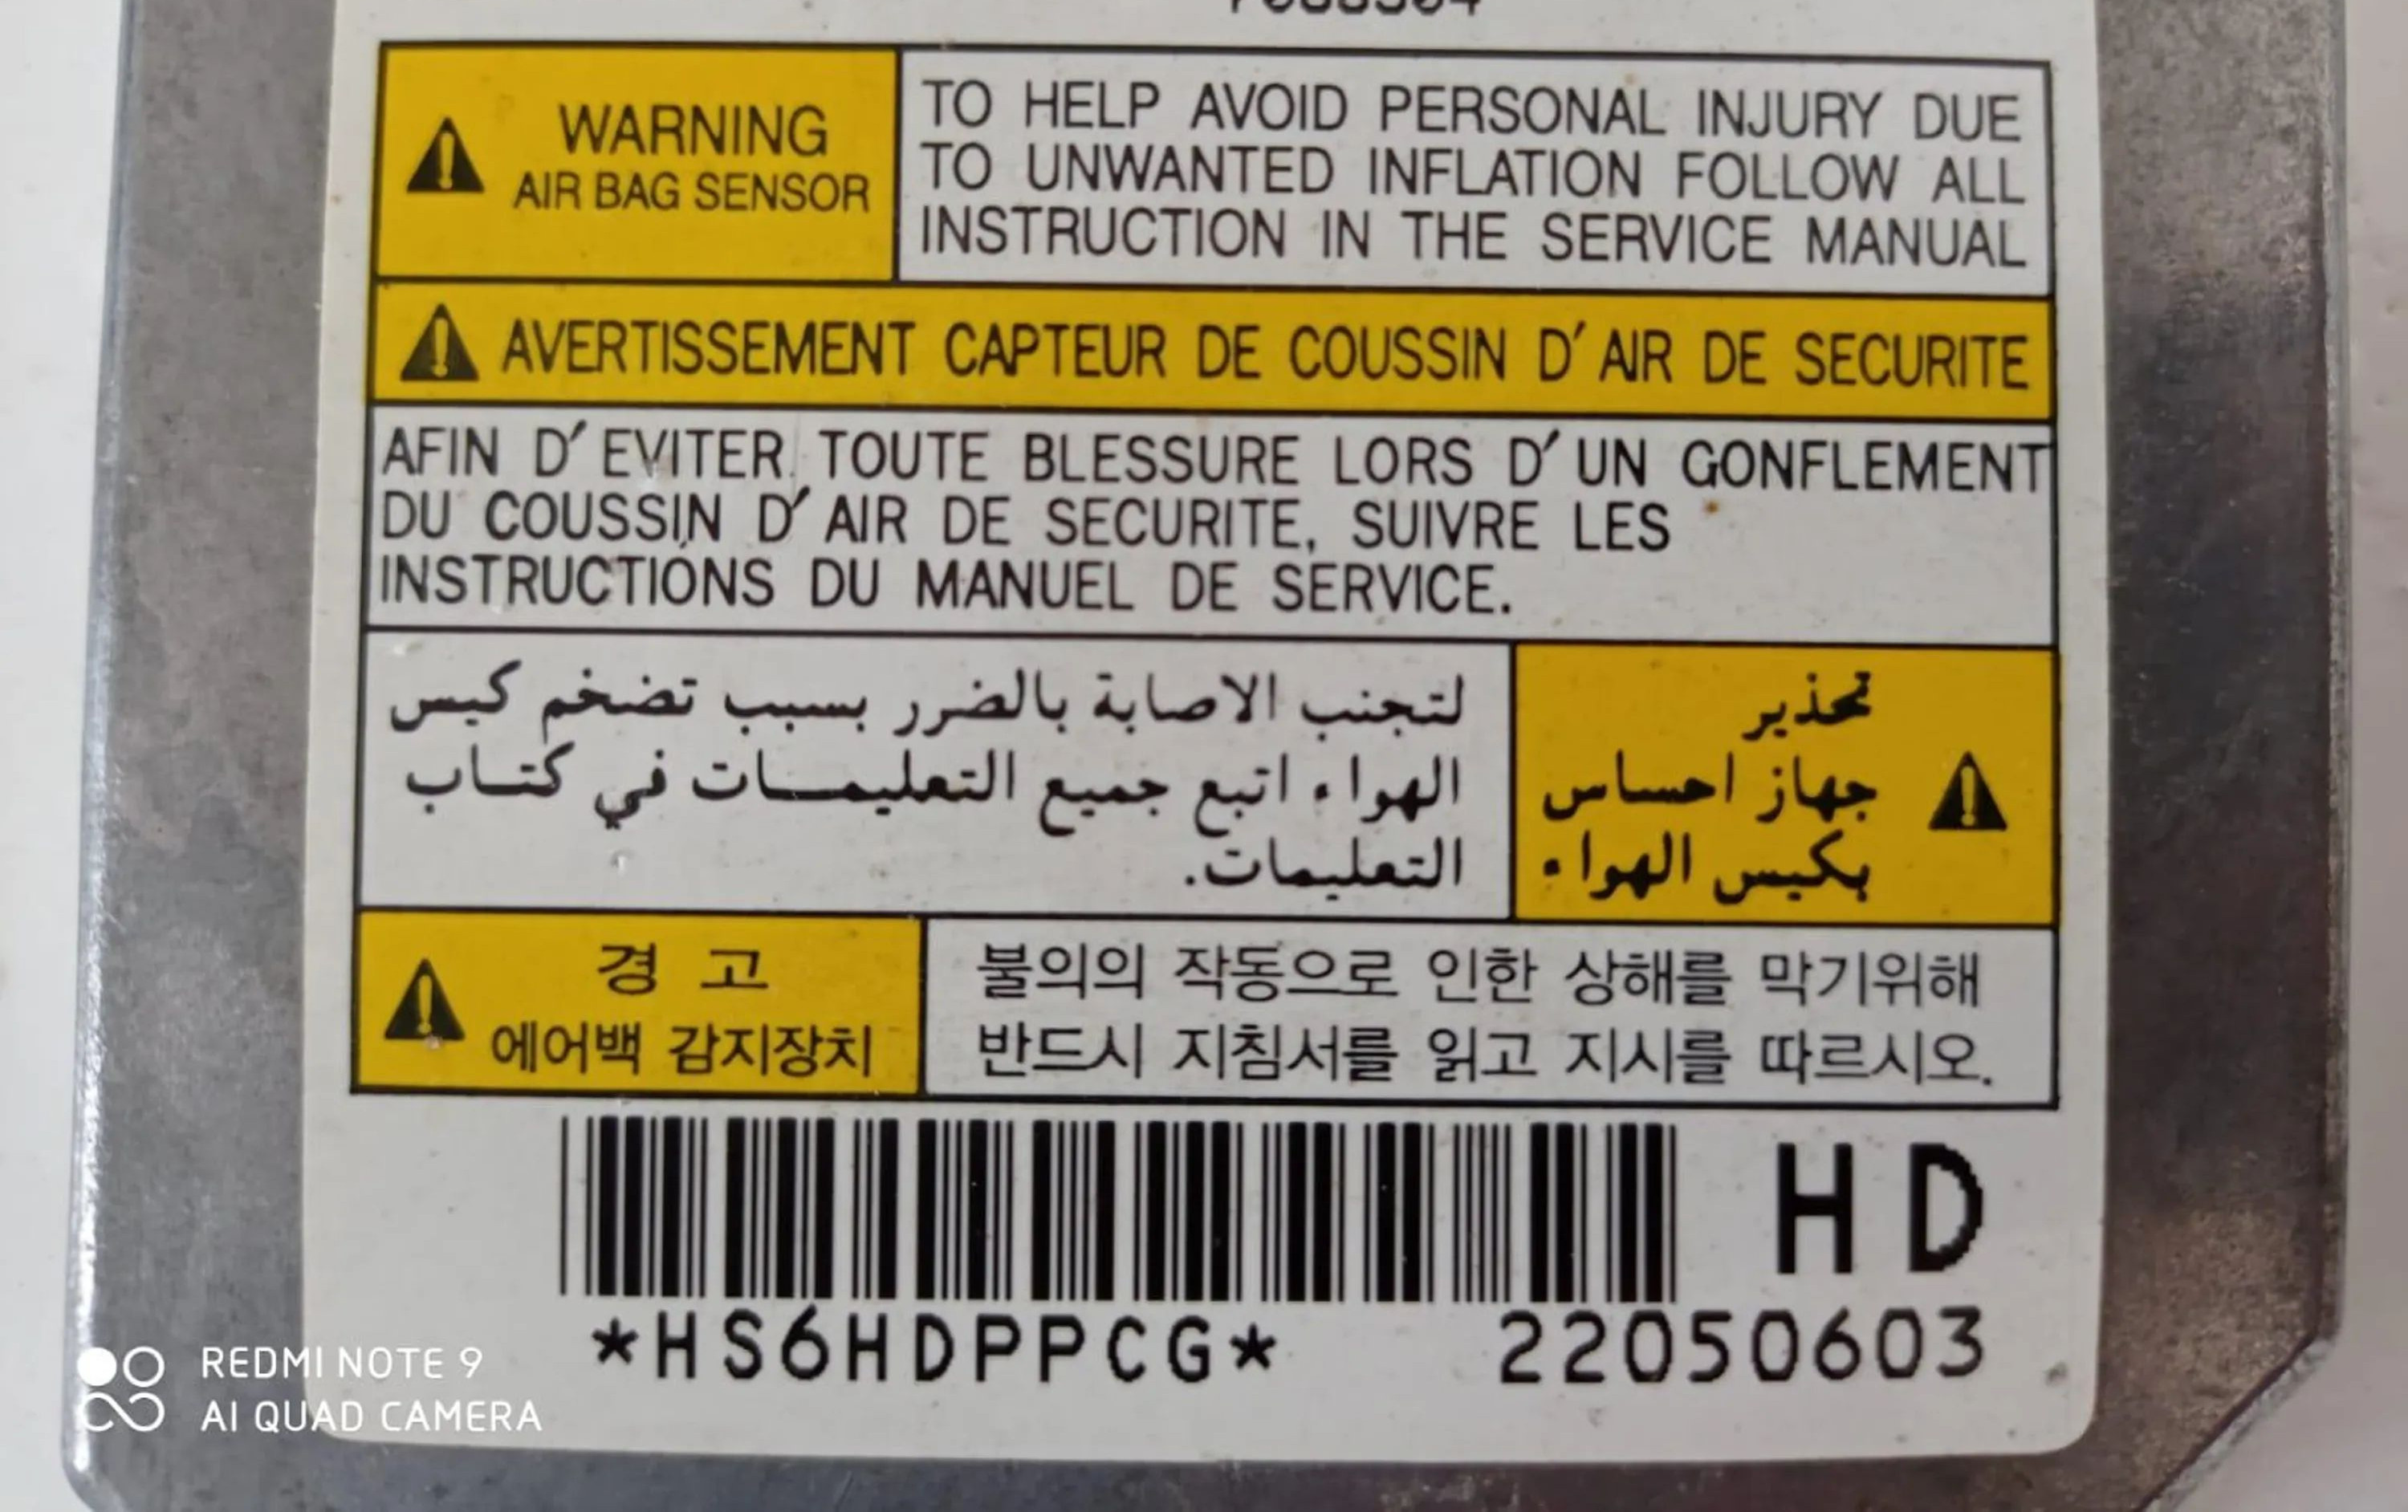 WARNING
AIR BAG SENSOR
TO HELP AVOID PERSONAL INJURY DUE
TO UNWANTED INFLATION FOLLOW ALL
INSTRUCTION IN THE SERVICE MANUAL
AVERTISSEMENT CAPTEUR DE COUSSIN D'AIR DE SECURITE
AFIN D'EVITER TOUTE BLESSURE LORS D'UN GONFLEMENT
DU COUSSIN D'AIR DE SECURITE, SUIVRE LES
INSTRUCTIONS DU MANUEL DE SERVICE.
تحذير
جهاز احساس
بكيس الهواء
لتجنب الاصابة بالضرر بسبب تضخم كيس
الهواء اتبع جميع التعليمـــات في كتـاب
التعليمات.
경 고
에어백 감지장치
불의의 작동으로 인한 상해를 막기위해
반드시 지침서를 읽고 지시를 따르시오.
HD
*HS6HDPPCG* 22050603
REDMI NOTE 9
AI QUAD CAMERA